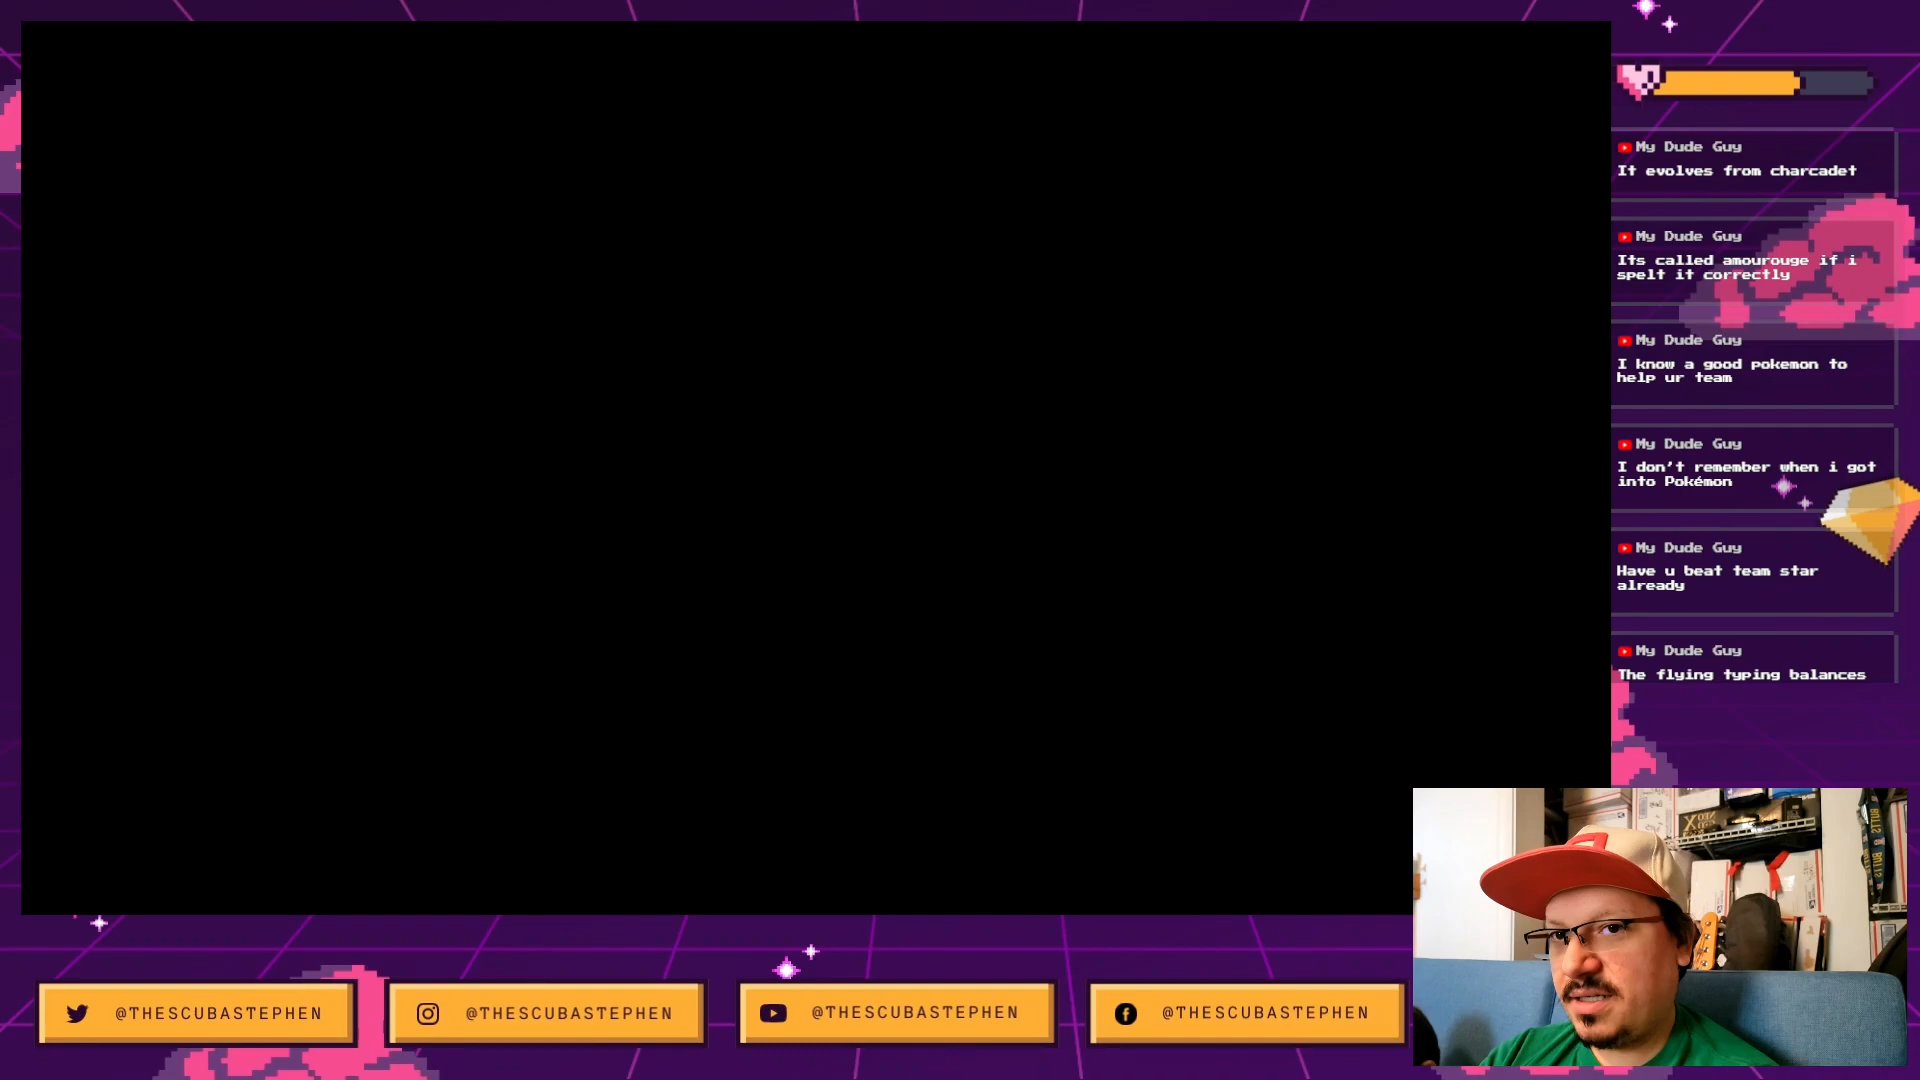 My Dude Guy
It evolves from charcadet
My Dude Guy
Its called amourouge if i
spelt it correctly
My Dude Guy
I know a good pokemon to
help ur team
My Dude Guy
I don't remember when i got
into Pokémon
My Dude Guy
Have u beat team star
already
My Dude Guy
The flying typing balances
@THESCUBASTEPHEN
@THESCUBASTEPHEN
@THESCUBASTEPHEN
@THESCUBASTEPHEN